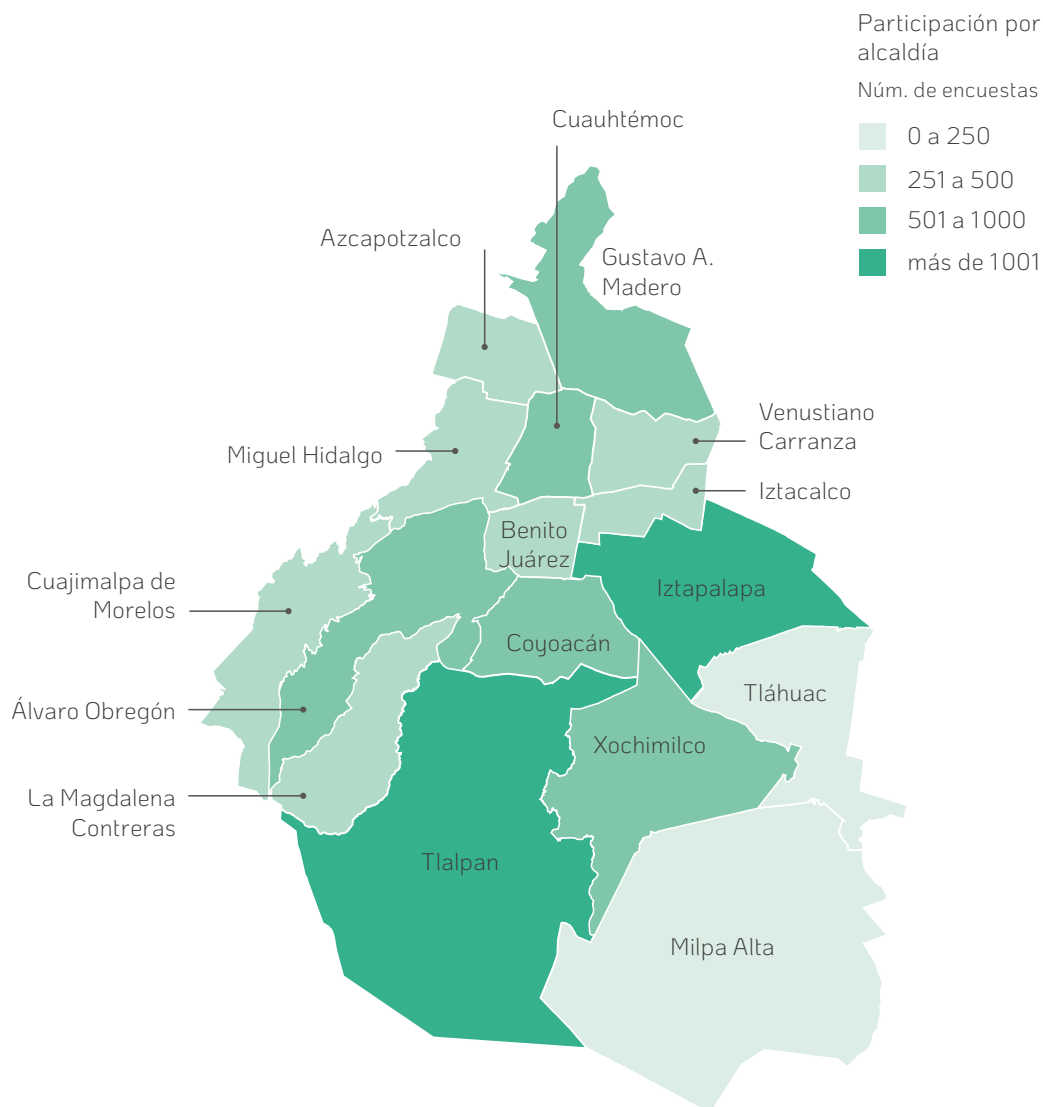 Participación por
alcaldía
Núm. de encuestas
0 a 250
251 a 500
501 a 1000
más de 1001
Cuauhtémoc
Azcapotzalco
Gustavo A.
Madero
Venustiano
Carranza
Miguel Hidalgo
Iztacalco
Benito
Juárez
Cuajimalpa de
Morelos
Iztapalapa
Coyoacán
Tláhuac
Álvaro Obregón
Xochimilco
La Magdalena
Contreras
Tlalpan
Milpa Alta